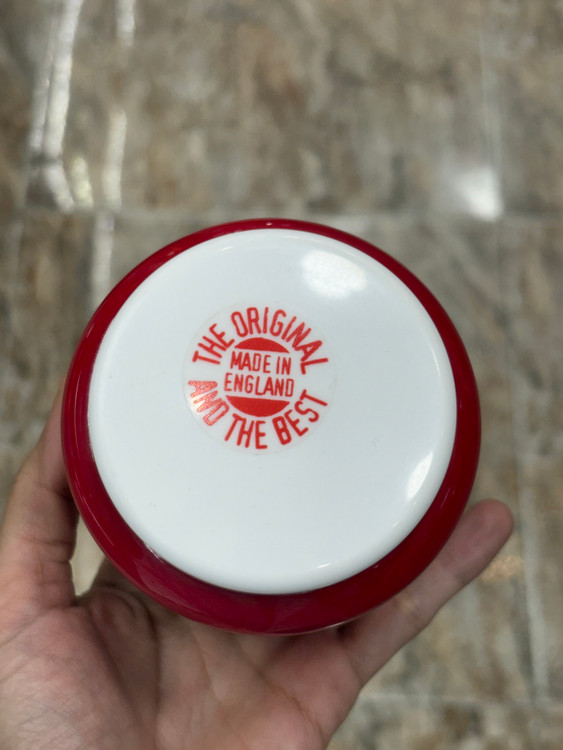 THE ORIGINAL
MADE IN
ENGLAND
AND THE BEST